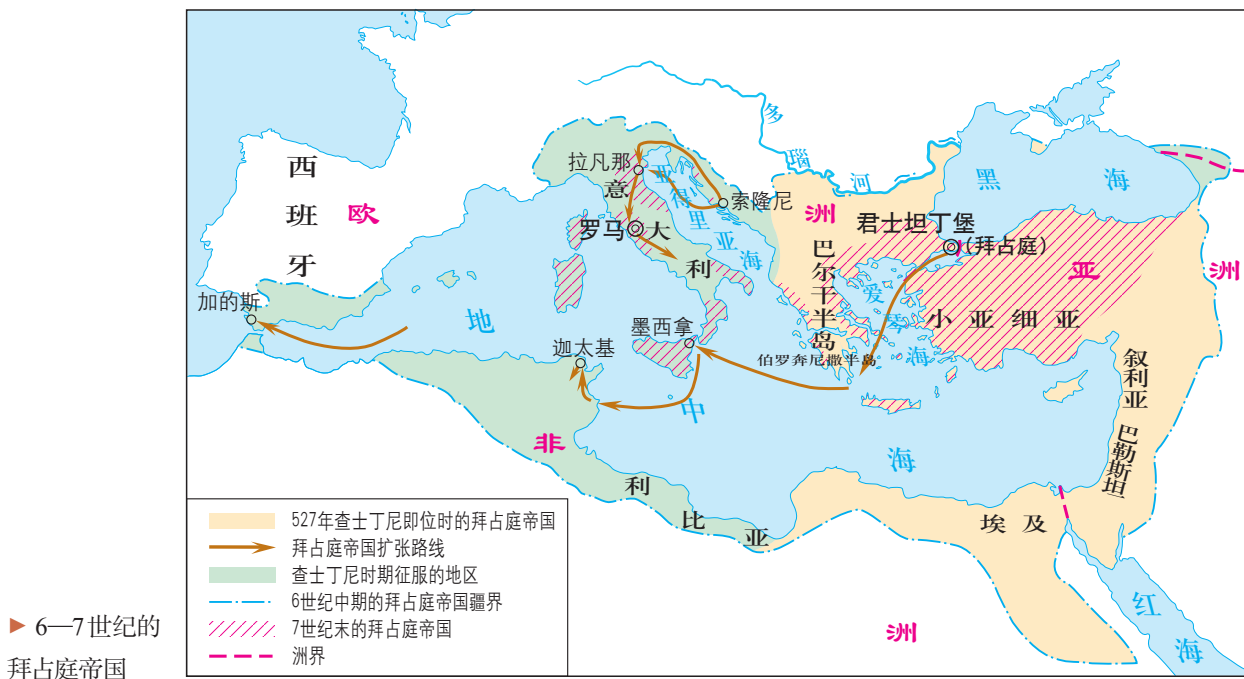 西班牙
欧
洲
加的斯
地
中
海
拉凡那
意
大
利
罗马
亚得里亚海
索隆尼
多瑙河
巴尔干半岛
黑海
君士坦丁堡
(拜占庭)
亚
洲
小亚细亚
爱琴海
墨西拿
迦太基
伯罗奔尼撒半岛
叙利亚
巴勒斯坦
非
洲
利比亚
埃及
红海
527年查士丁尼即位时的拜占庭帝国
拜占庭帝国扩张路线
查士丁尼时期征服的地区
6世纪中期的拜占庭帝国疆界
7世纪末的拜占庭帝国
洲界
▶ 6—7世纪的
拜占庭帝国